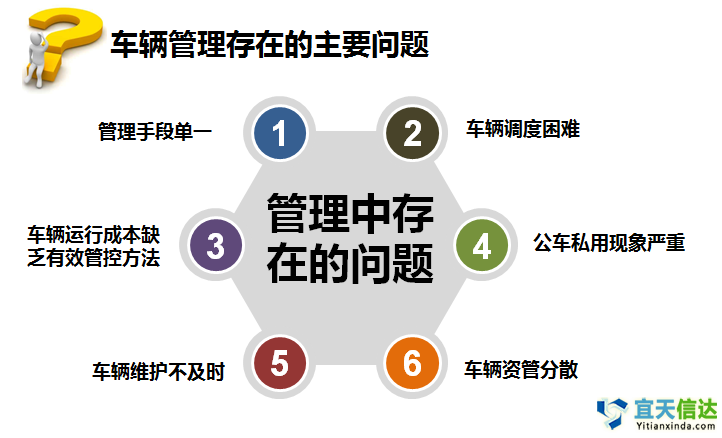 车辆管理存在的主要问题
管理手段单一
1
2
车辆调度困难
管理中存
在的问题
车辆运行成本缺
乏有效管控方法
3
4
公车私用现象严重
车辆维护不及时
5
6
车辆资管分散
宜天信达
Yitianxinda.com